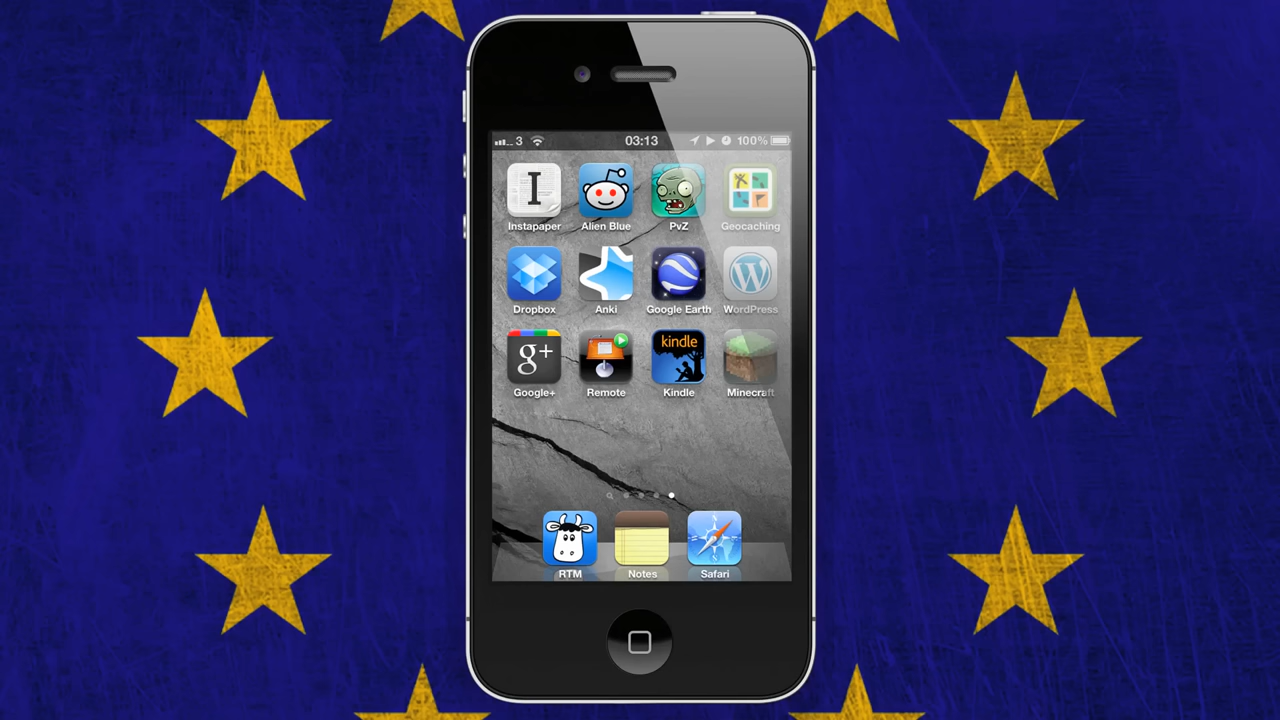 3 03:13 100%
Instapaper Alien Blue PvZ Geocaching
Dropbox Anki Google Earth WordPress
g+ kindle
Google+ Remote Kindle Minecraft
RTM Notes Safari